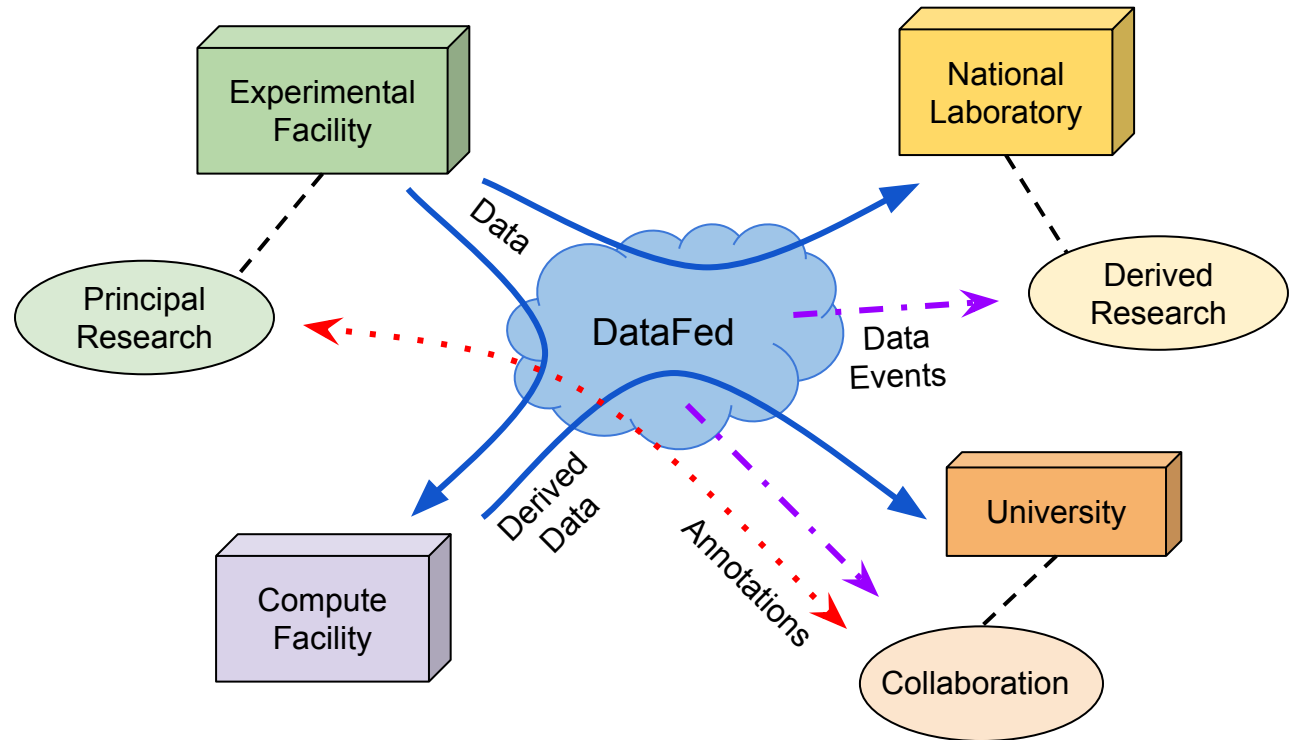 Experimental
Facility
National
Laboratory
Data
Principal
Research
DataFed
Derived
Research
Data
Events
Derived
Data
Annotations
University
Compute
Facility
Collaboration